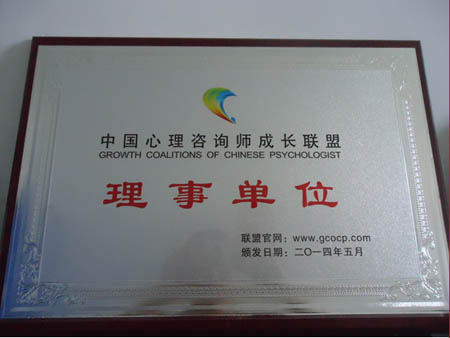 中国心理咨询师成长联盟
GROWTH COALITIONS OF CHINESE PSYCHOLOGIST
理事单位
联盟官网：www.gcocp.com
颁发日期：二〇一四年五月